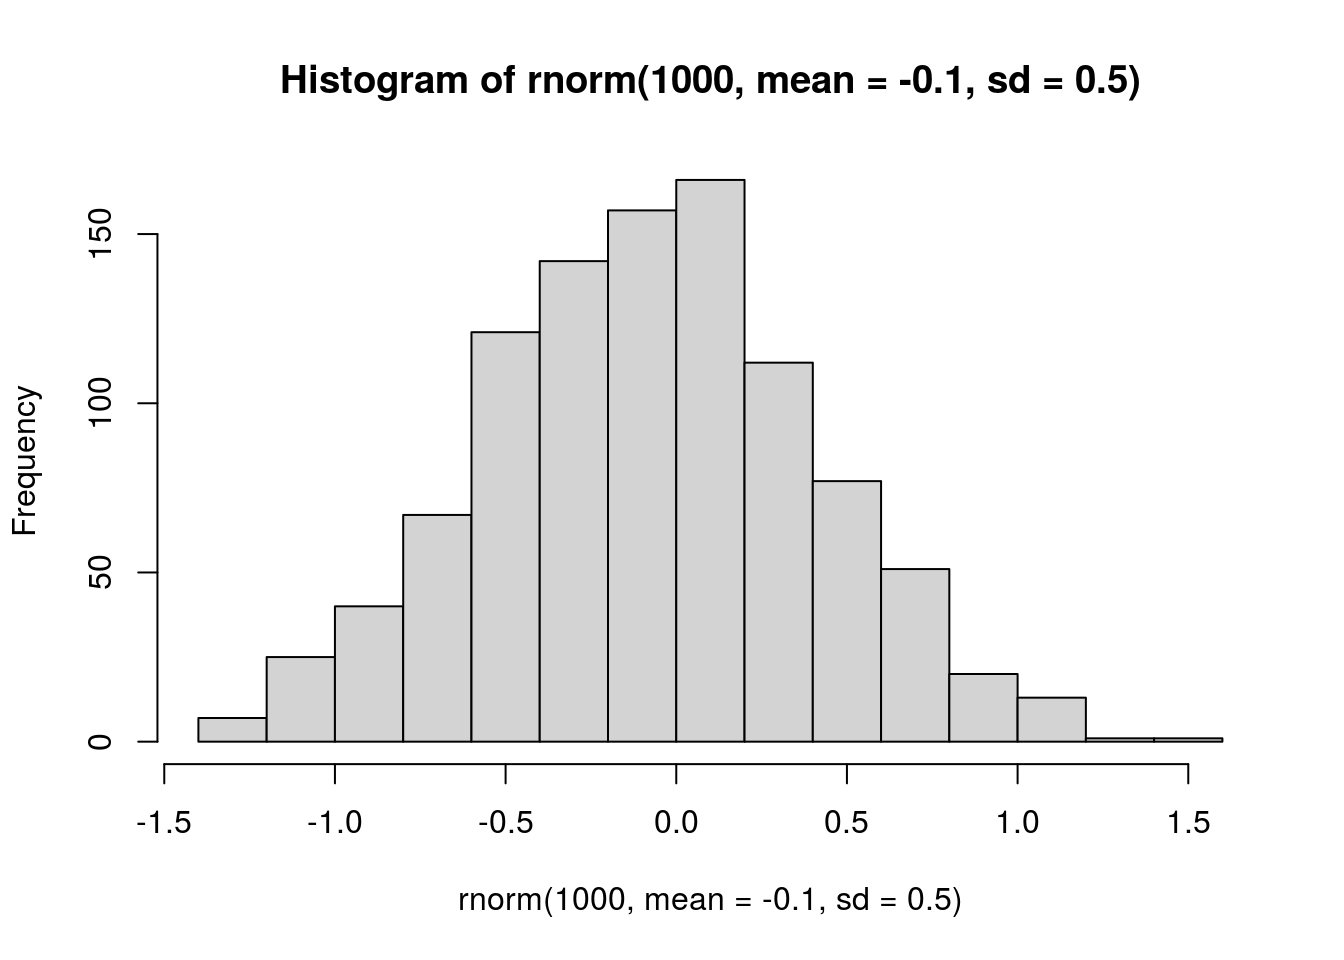 Histogram of rnorm(1000, mean = -0.1, sd = 0.5)
150
100
50
0
Frequency
-1.5 -1.0 -0.5 0.0 0.5 1.0 1.5
rnorm(1000, mean = -0.1, sd = 0.5)